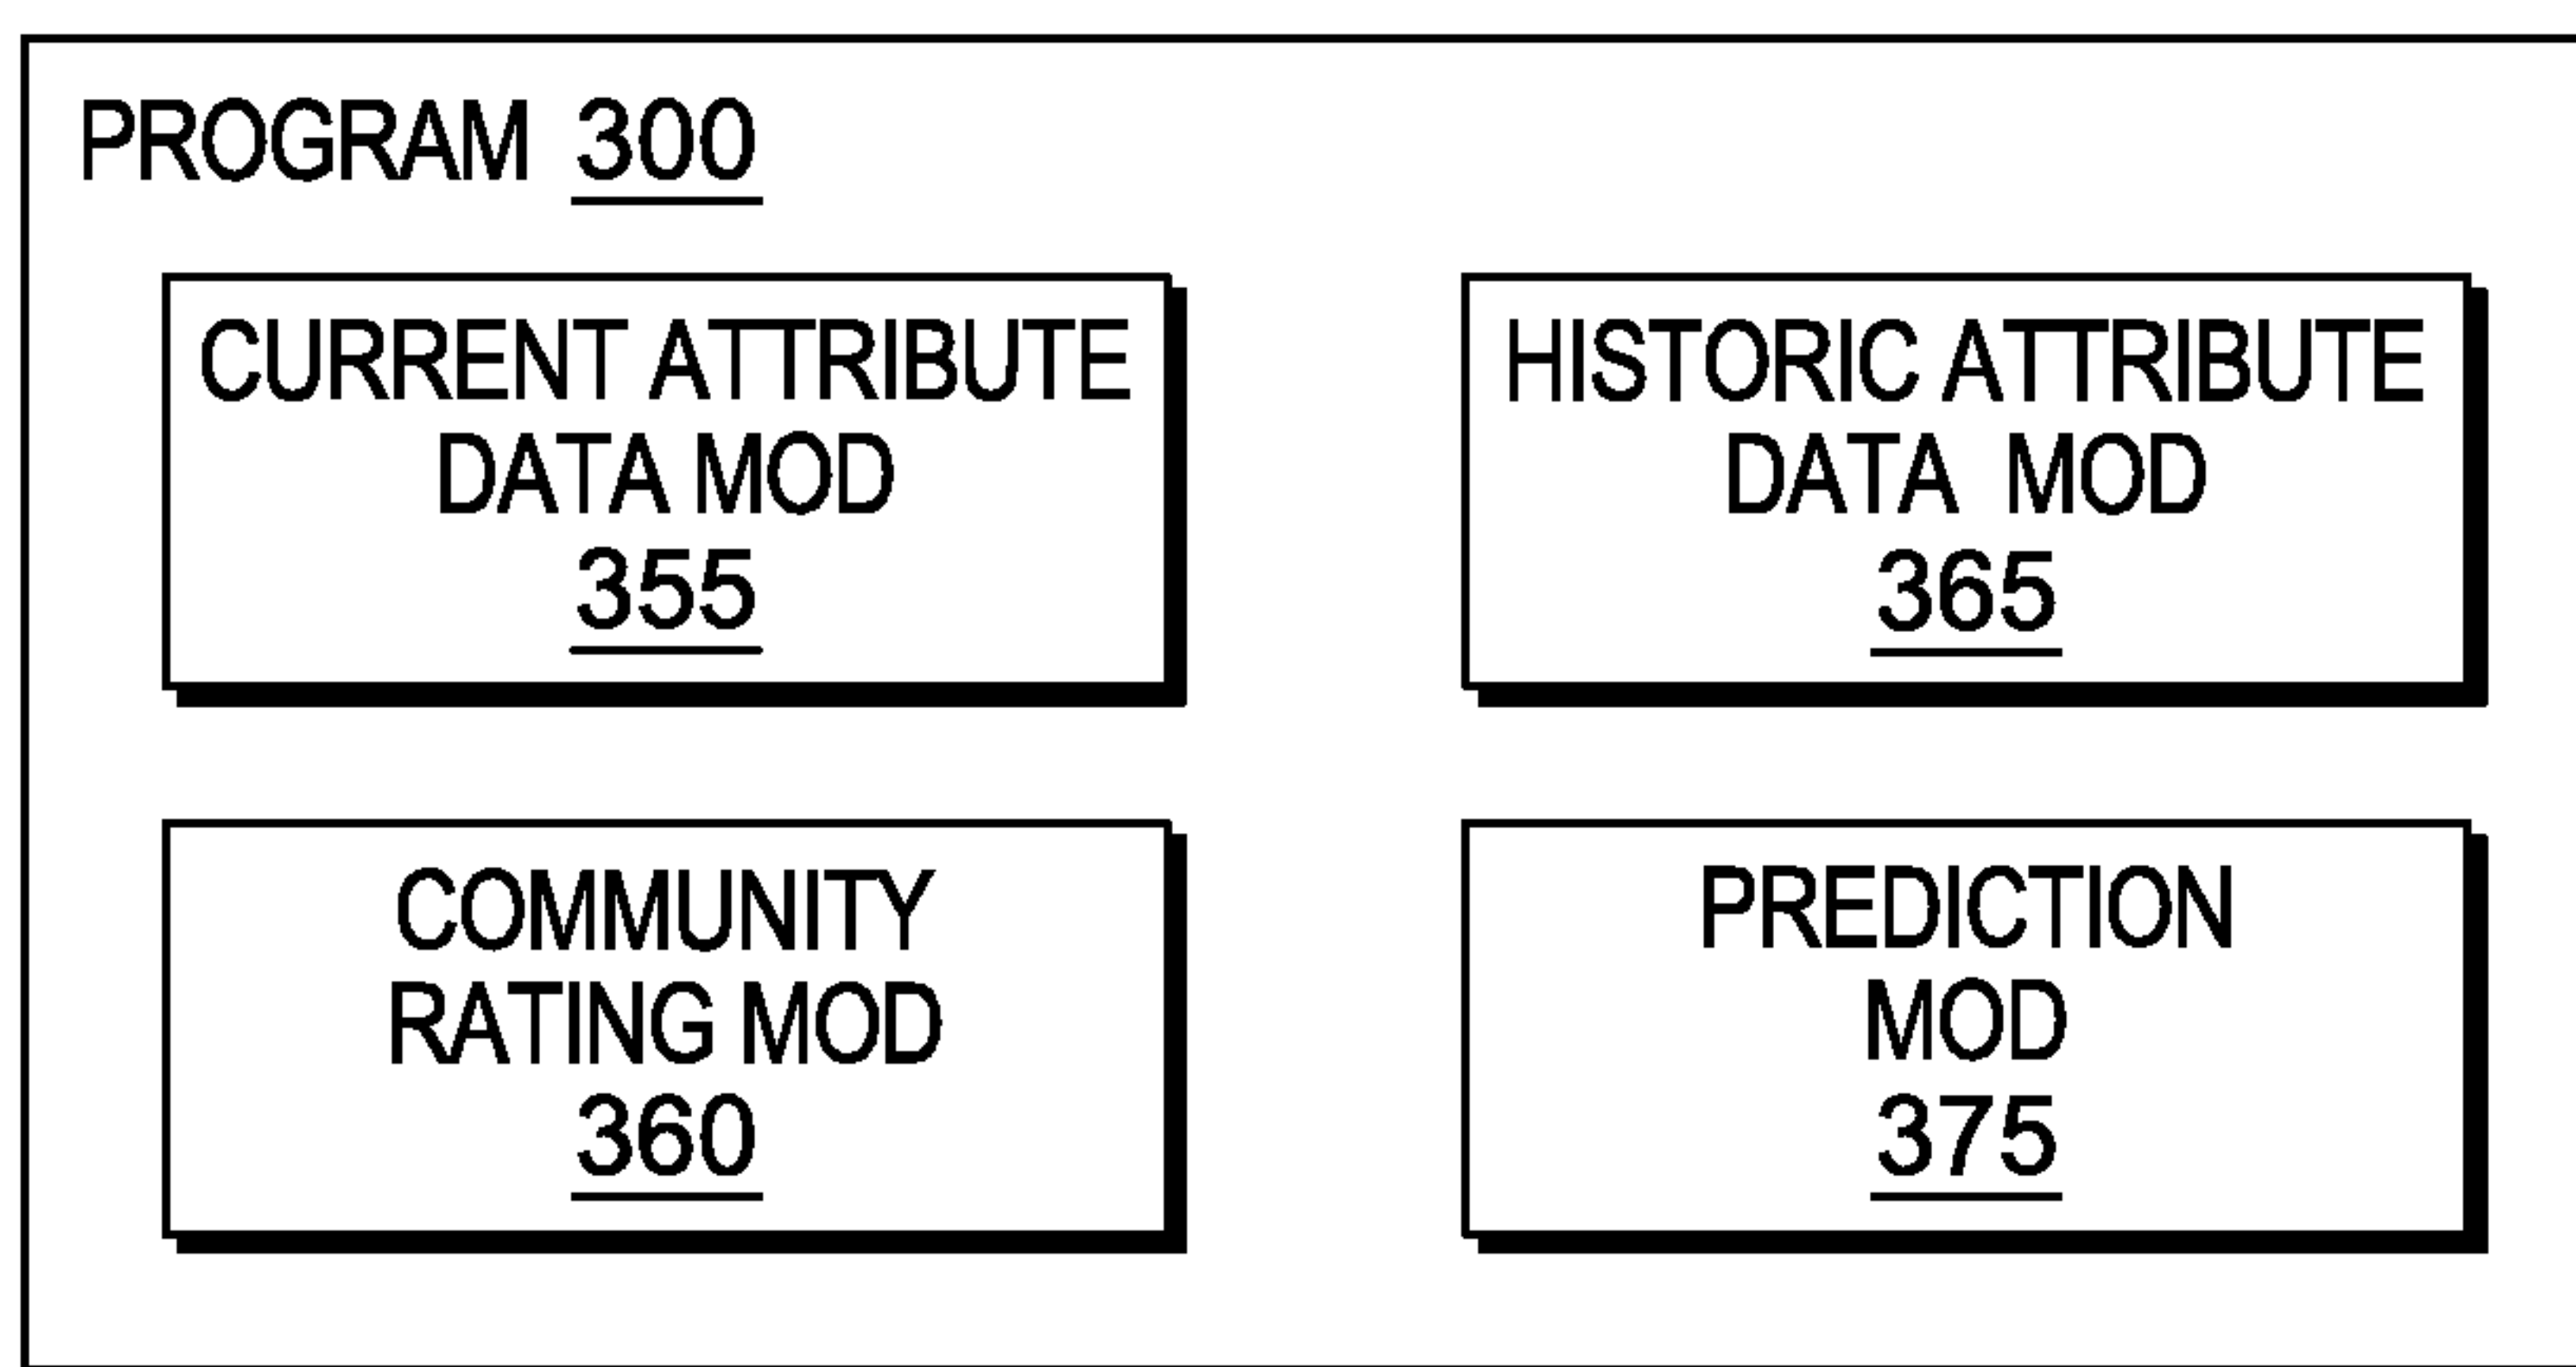 PROGRAM 300
CURRENT ATTRIBUTE
DATA MOD
355
HISTORIC ATTRIBUTE
DATA MOD
365
COMMUNITY
RATING MOD
360
PREDICTION
MOD
375